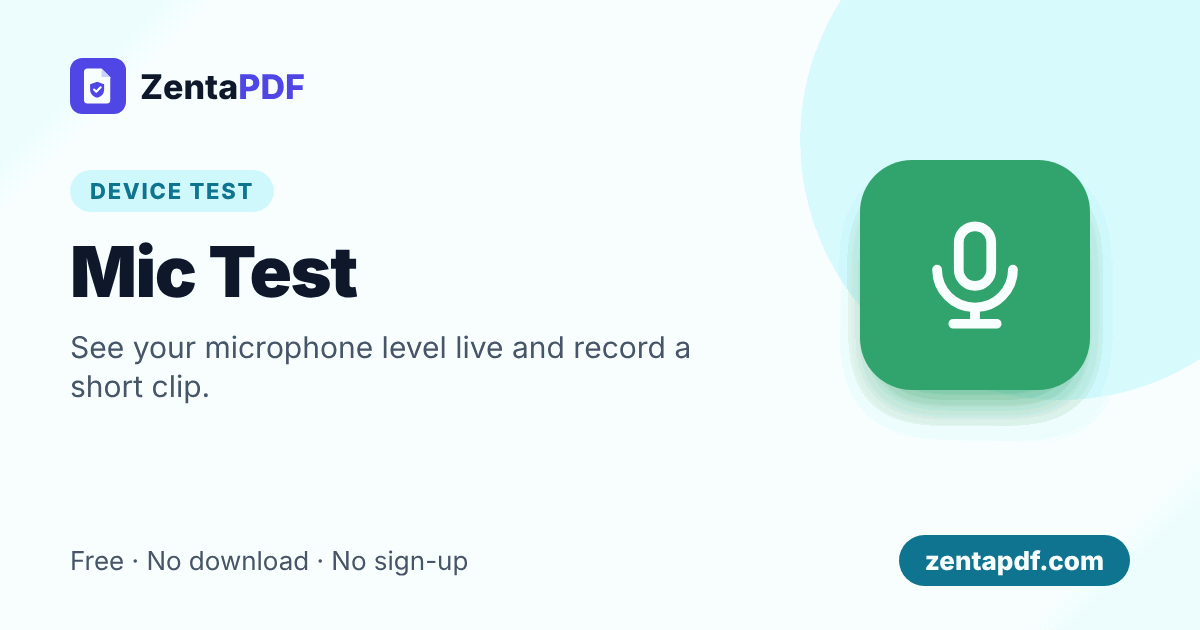 ZentaPDF
DEVICE TEST
Mic Test
See your microphone level live and record a
short clip.
Free · No download · No sign-up
zentapdf.com